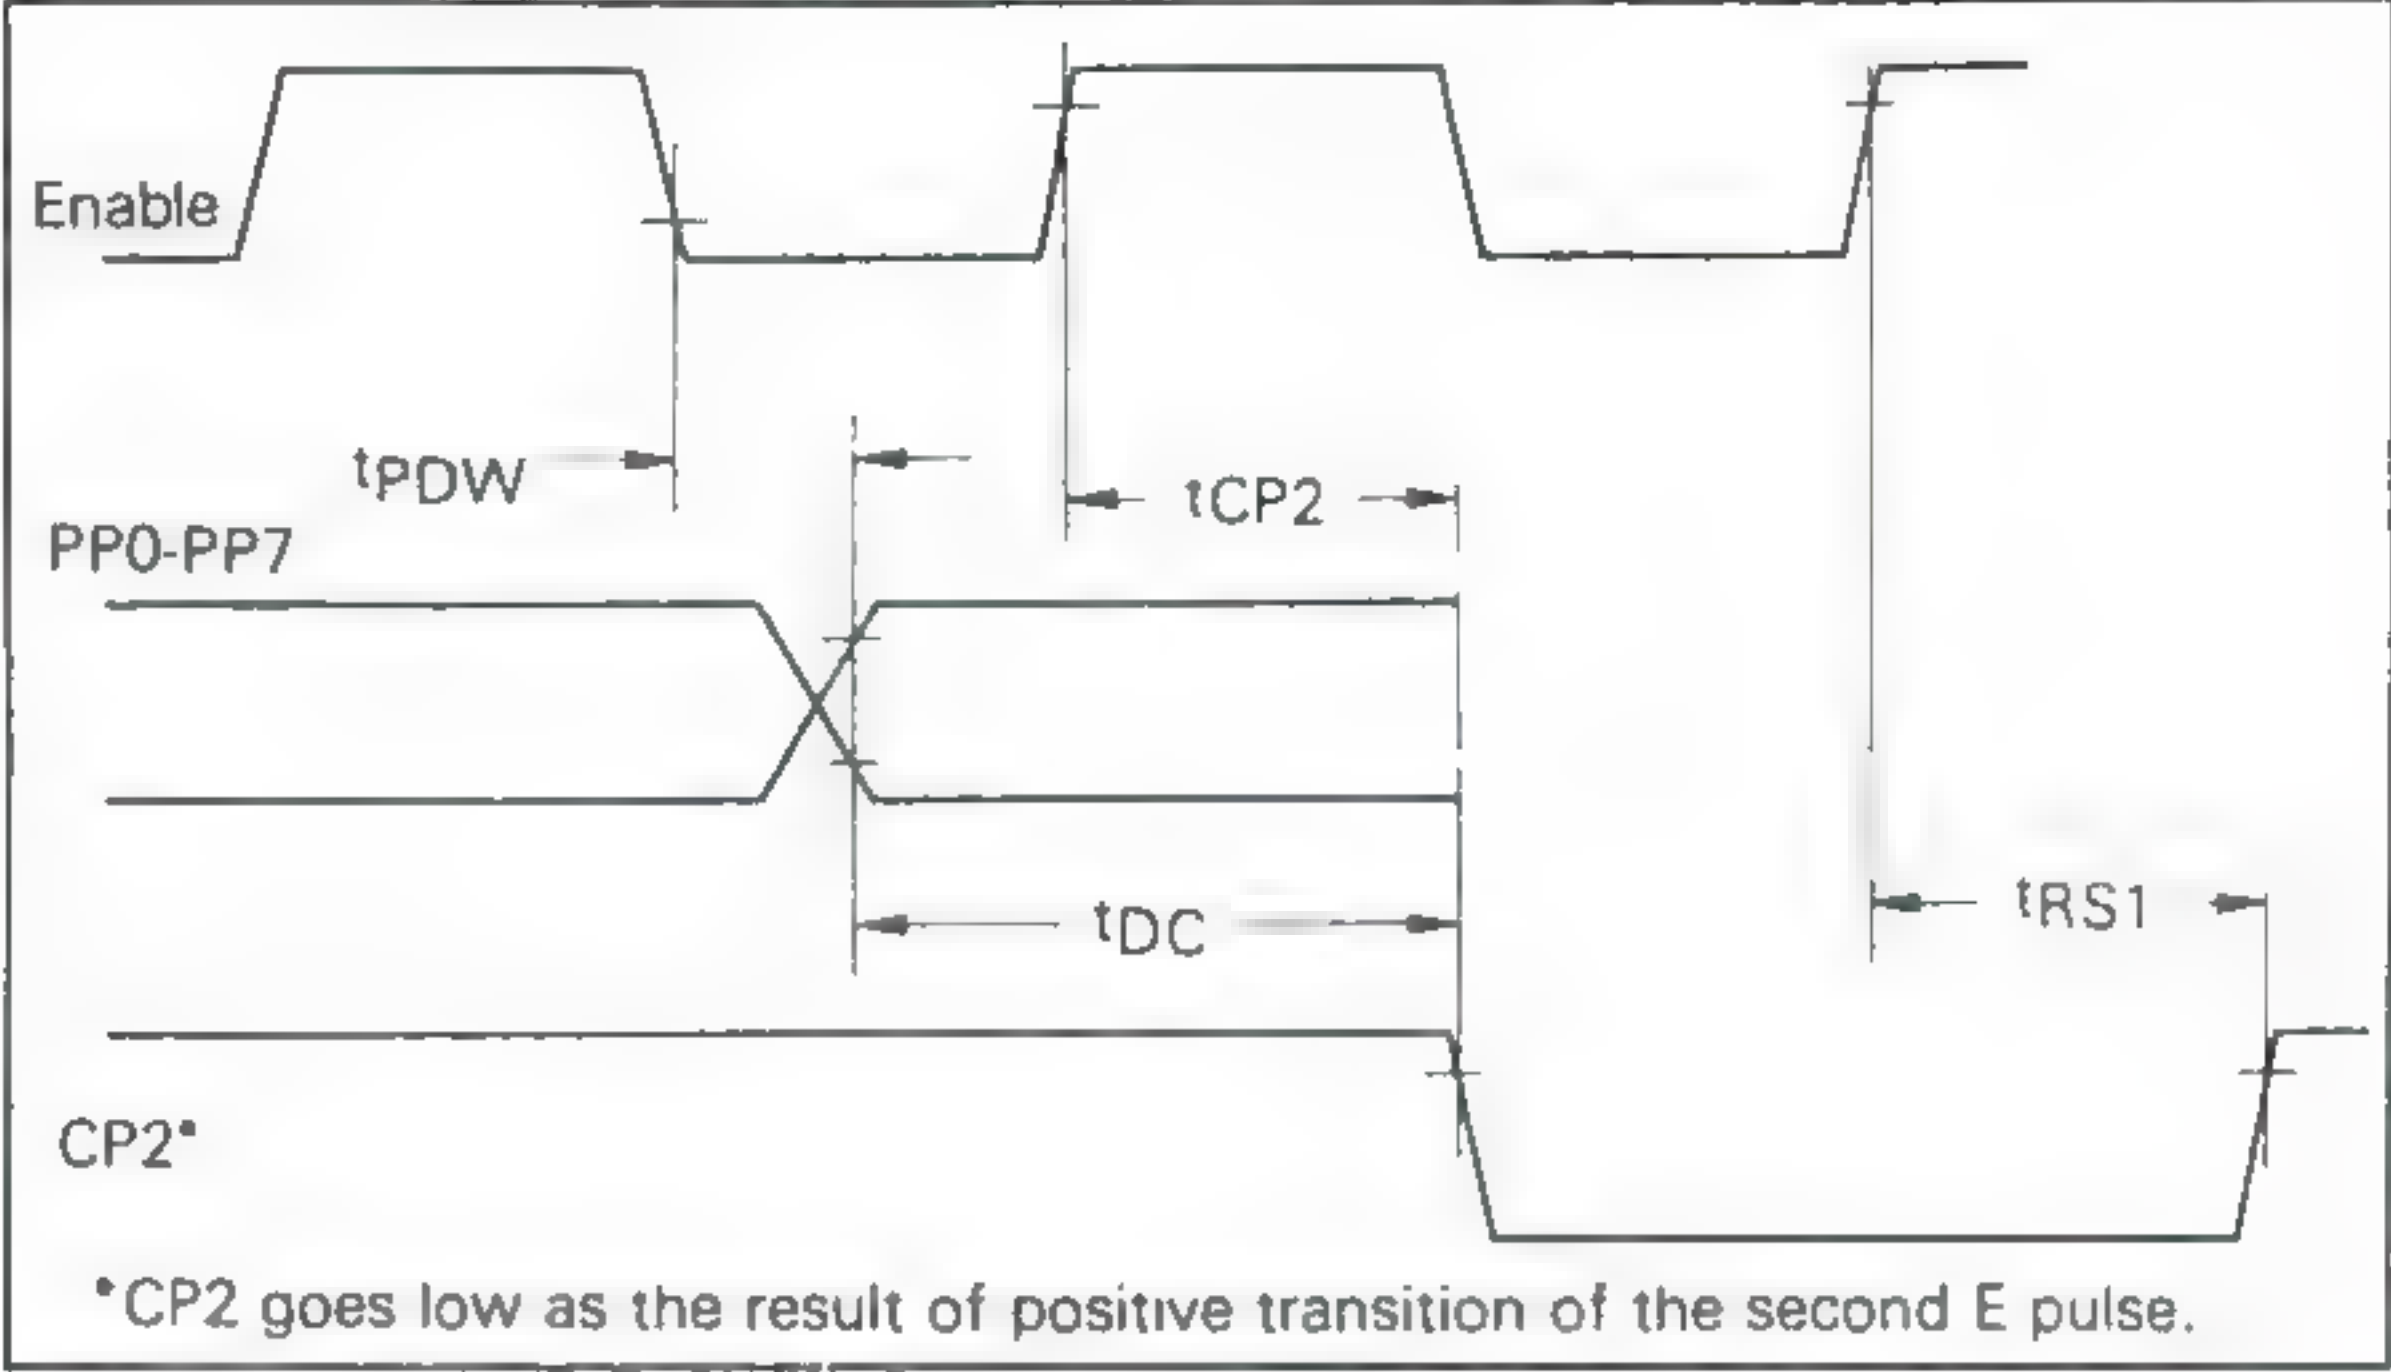 Enable
tPDW
tCP2
PP0-PP7
tRS1
tDC
CP2*
*CP2 goes low as the result of positive transition of the second E pulse.